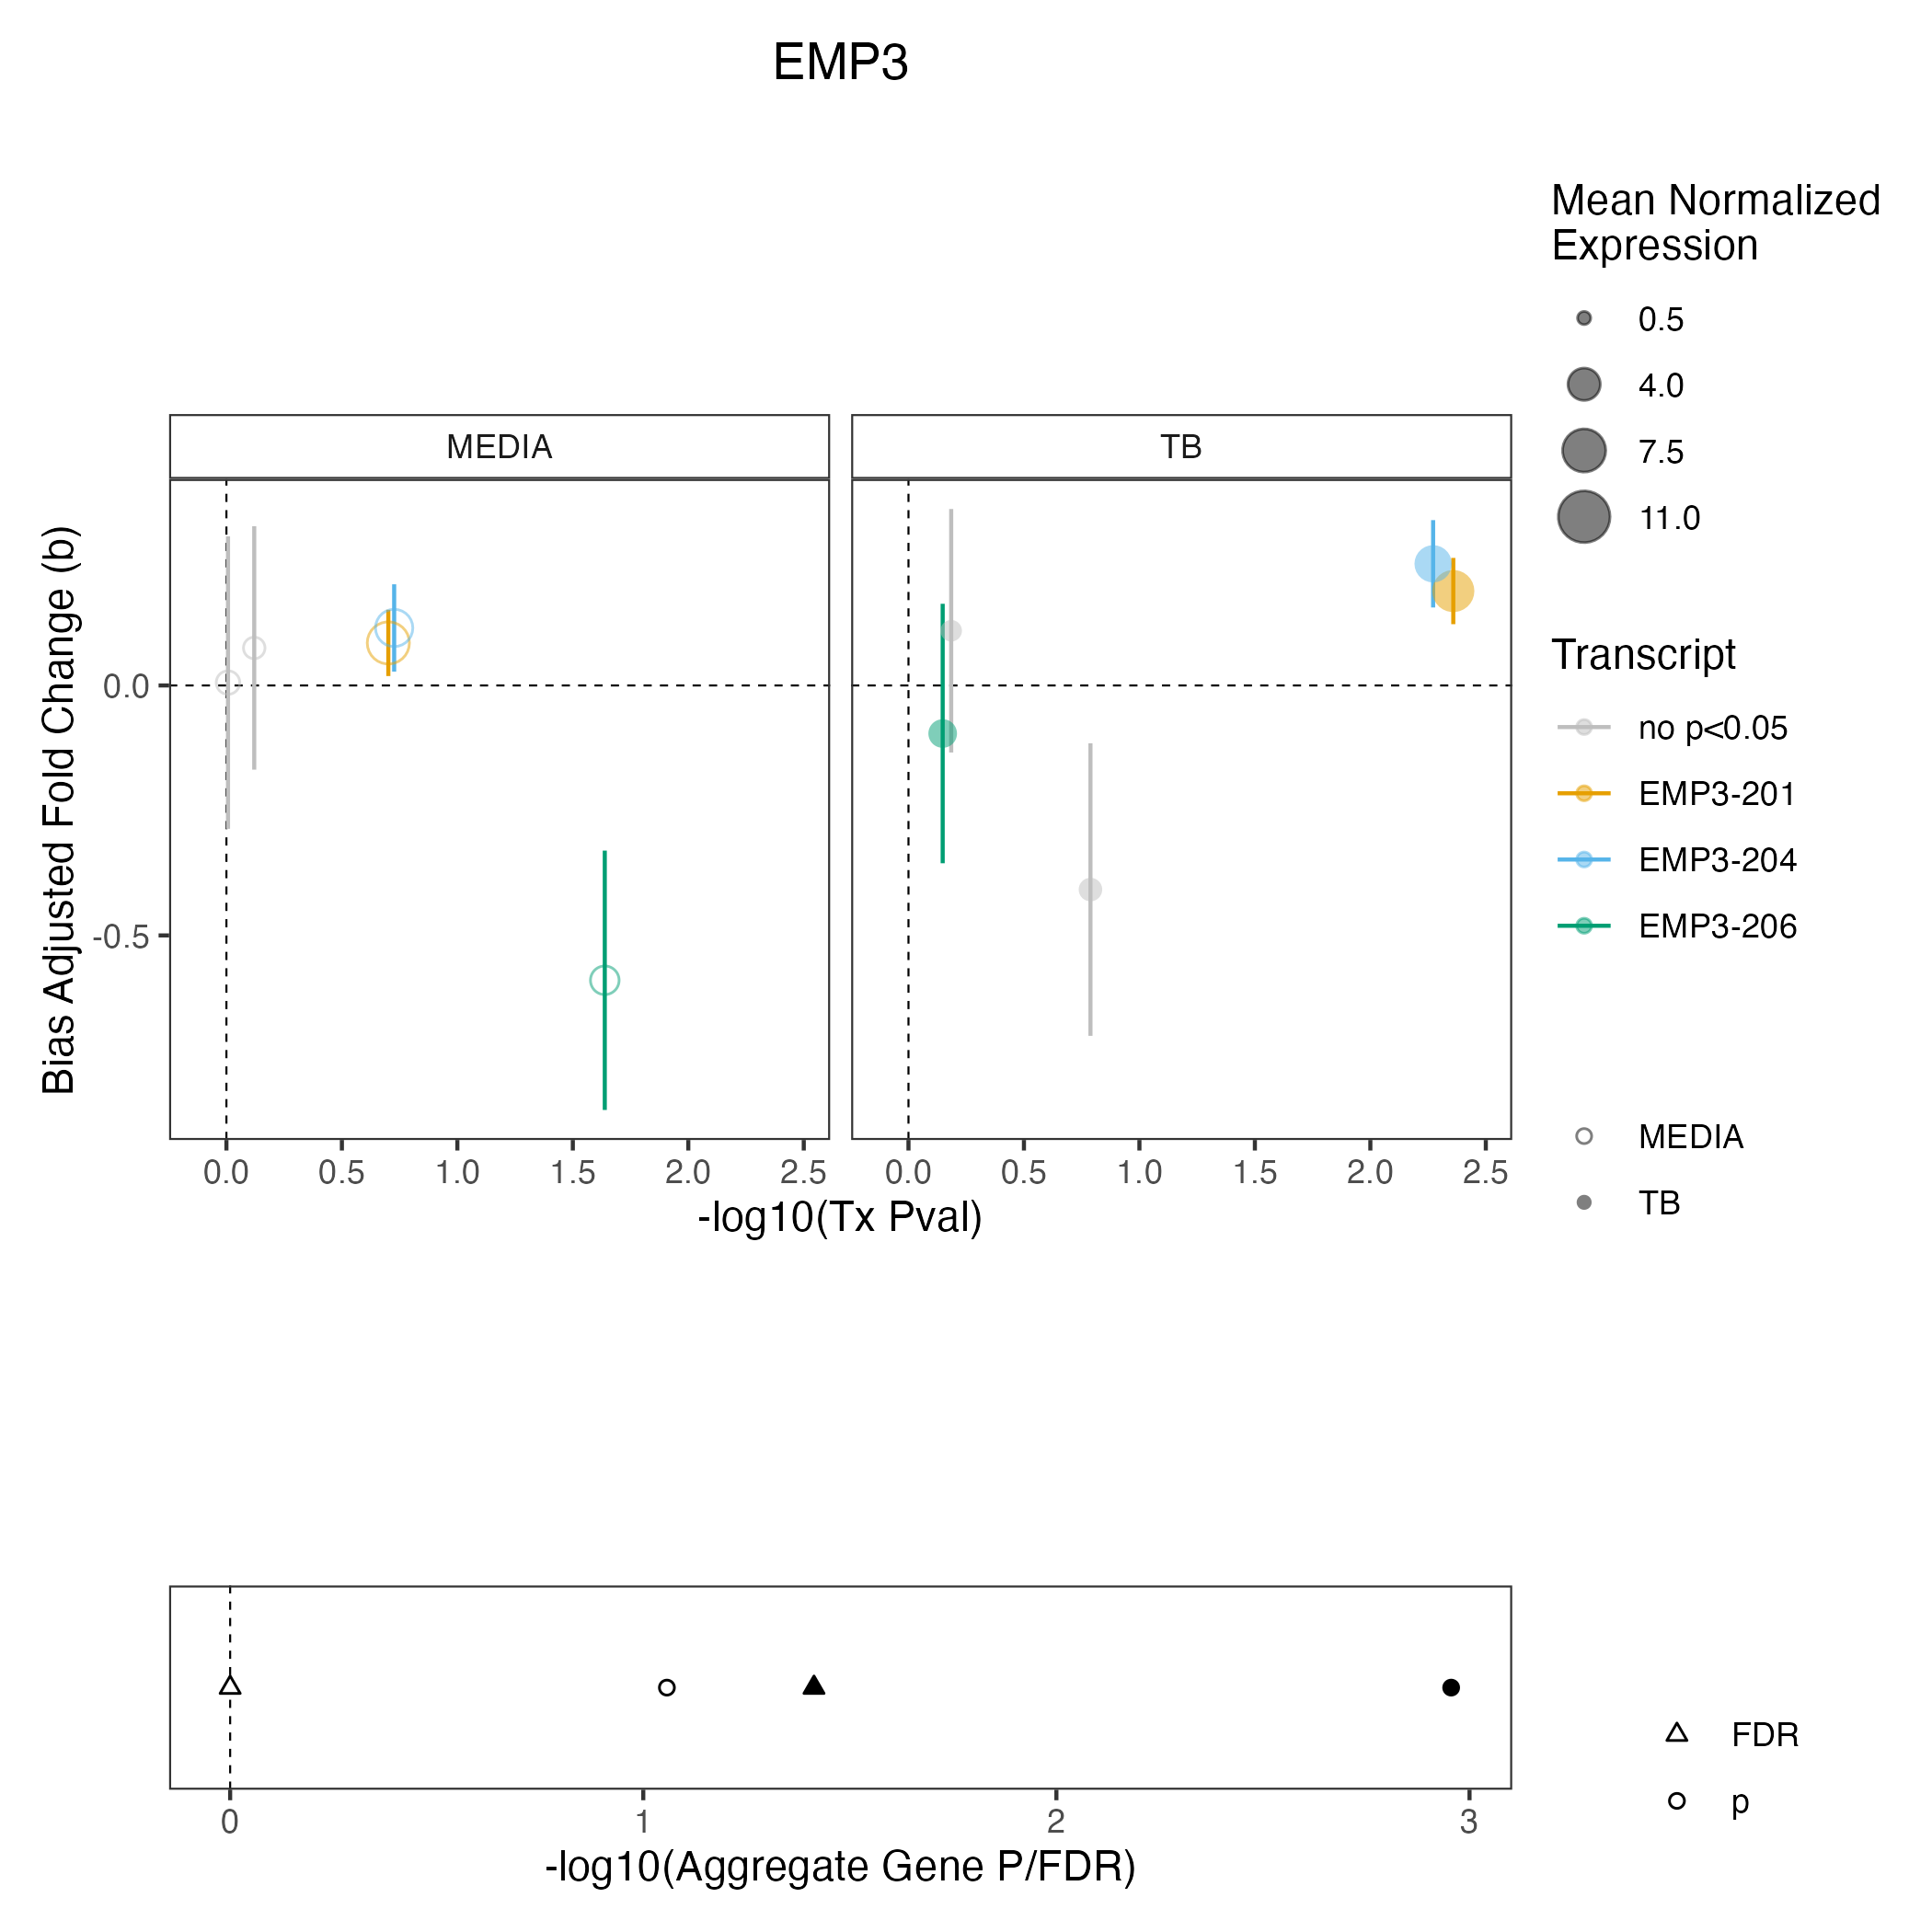 EMP3
Mean Normalized
Expression
0.5
4.0
7.5
11.0
Transcript
no p<0.05
EMP3-201
EMP3-204
EMP3-206
MEDIA
TB
MEDIA
TB
Bias Adjusted Fold Change (b)
0.0
-0.5
0.0 0.5 1.0 1.5 2.0 2.5
0.0 0.5 1.0 1.5 2.0 2.5
-log10(Tx Pval)
FDR
p
0 1 2 3
-log10(Aggregate Gene P/FDR)